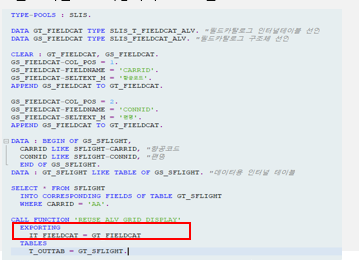 TYPE-POOLS : SLIS.
DATA GT_FIELDCAT TYPE SLIS_T_FIELDCAT_ALV. "필드카탈로그 인터널테이블 선언
DATA GS_FIELDCAT TYPE SLIS_FIELDCAT_ALV. "필드카탈로그 구조체 선언
CLEAR : GT_FIELDCAT, GS_FIELDCAT.
GS_FIELDCAT-COL_POS = 1.
GS_FIELDCAT-FIELDNAME = 'CARRID'.
GS_FIELDCAT-SELTEXT_M = '항공코드'.
APPEND GS_FIELDCAT TO GT_FIELDCAT.
GS_FIELDCAT-COL_POS = 2.
GS_FIELDCAT-FIELDNAME = 'CONNID'.
GS_FIELDCAT-SELTEXT_M = '편명'.
APPEND GS_FIELDCAT TO GT_FIELDCAT.
DATA : BEGIN OF GS_SFLIGHT,
CARRID LIKE SFLIGHT-CARRID, "항공코드
CONNID LIKE SFLIGHT-CONNID, "편명
END OF GS_SFLIGHT.
DATA : GT_SFLIGHT LIKE TABLE OF GS_SFLIGHT. "데이터용 인터널 테이블
SELECT * FROM SFLIGHT
INTO CORRESPONDING FIELDS OF TABLE GT_SFLIGHT
WHERE CARRID = 'AA'.
CALL FUNCTION 'REUSE_ALV_GRID_DISPLAY'
EXPORTING
IT_FIELDCAT = GT_FIELDCAT
TABLES
T_OUTTAB = GT_SFLIGHT.